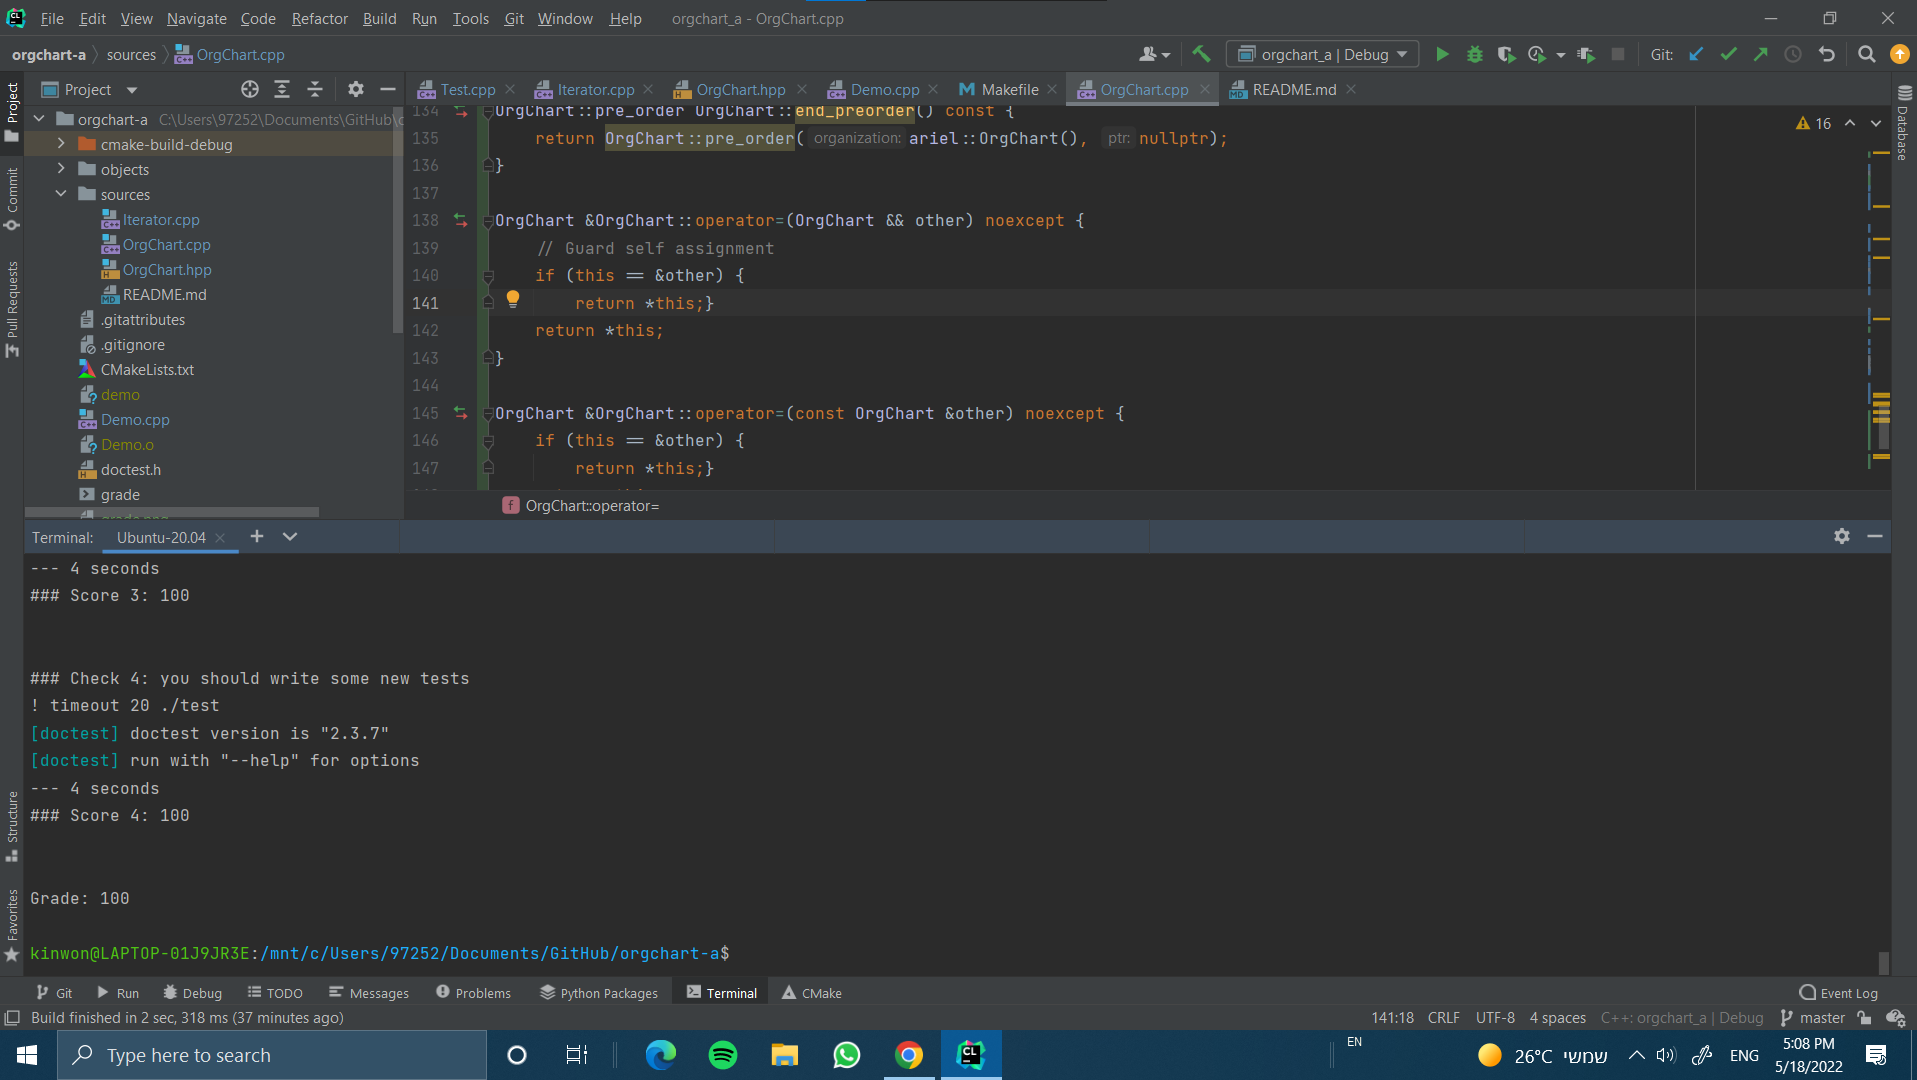 File Edit View Navigate Code Refactor Build Run Tools Git Window Help orgchart_a - OrgChart.cpp
orgchart-a sources OrgChart.cpp orgchart_a | Debug Git:
Project Test.cpp Iterator.cpp OrgChart.hpp Demo.cpp Makefile OrgChart.cpp README.md
Project
Commit
Pull Requests
Structure
Favorites
Database
orgchart-a C:\Users\97252\Documents\GitHub\
cmake-build-debug
objects
sources
Iterator.cpp
OrgChart.cpp
OrgChart.hpp
README.md
.gitattributes
.gitignore
CMakeLists.txt
demo
Demo.cpp
Demo.o
doctest.h
grade
16
134 OrgChart::pre_order OrgChart::end_preorder() const {
135 return OrgChart::pre_order( organization: ariel::OrgChart(), ptr: nullptr);
136 }
137
138 OrgChart &OrgChart::operator=(OrgChart && other) noexcept {
139 // Guard self assignment
140 if (this == &other) {
141 return *this;}
142 return *this;
143 }
144
145 OrgChart &OrgChart::operator=(const OrgChart &other) noexcept {
146 if (this == &other) {
147 return *this;}
f OrgChart::operator=
Terminal: Ubuntu-20.04
--- 4 seconds
### Score 3: 100
### Check 4: you should write some new tests
! timeout 20 ./test
[doctest] doctest version is "2.3.7"
[doctest] run with "--help" for options
--- 4 seconds
### Score 4: 100
Grade: 100
kinwon@LAPTOP-01J9JR3E:/mnt/c/Users/97252/Documents/GitHub/orgchart-a$
Git Run Debug TODO Messages Problems Python Packages Terminal CMake Event Log
Build finished in 2 sec, 318 ms (37 minutes ago) 141:18 CRLF UTF-8 4 spaces C++: orgchart_a | Debug master
Type here to search EN 26°C שמשי ENG 5:08 PM
5/18/2022